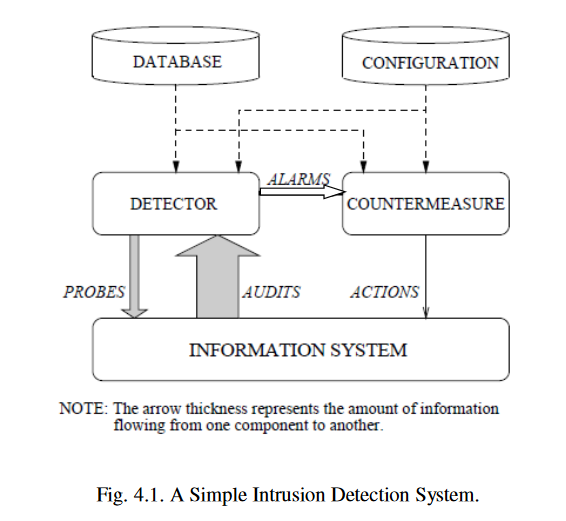 DATABASE
CONFIGURATION
ALARMS
DETECTOR
COUNTERMEASURE
PROBES
AUDITS
ACTIONS
INFORMATION SYSTEM
NOTE: The arrow thickness represents the amount of information
flowing from one component to another.
Fig. 4.1. A Simple Intrusion Detection System.